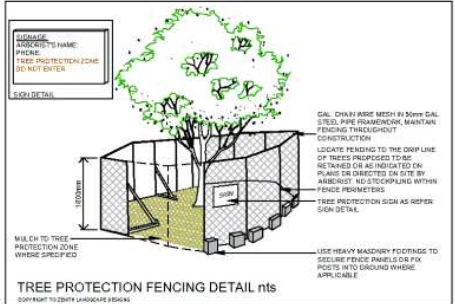 SIGNAGE
ARBORIST'S NAME:
PHONE:
TREE PROTECTION ZONE
DO NOT ENTER
SIGN DETAIL
GAL. CHAIN WIRE MESH IN 50mm GAL
STEEL PIPE FRAMEWORK, MAINTAIN
FENCING THROUGHOUT
CONSTRUCTION
LOCATE FENCING TO THE DRIP LINE
OF TREES PROPOSED TO BE
RETAINED OR AS INDICATED ON
PLANS OR DIRECTED ON SITE BY
ARBORIST. NO STOCKPILING WITHIN
FENCE PERIMETERS
TREE PROTECTION SIGN AS REFER
SIGN DETAIL
SIGN
1800mm
MULCH TO TREE
PROTECTION ZONE
WHERE SPECIFIED
USE HEAVY MASONRY FOOTINGS TO
SECURE FENCE PANELS OR FIX
POSTS INTO GROUND WHERE
APPLICABLE
TREE PROTECTION FENCING DETAIL nts
COPYRIGHT TO ZENITH LANDSCAPE DESIGNS